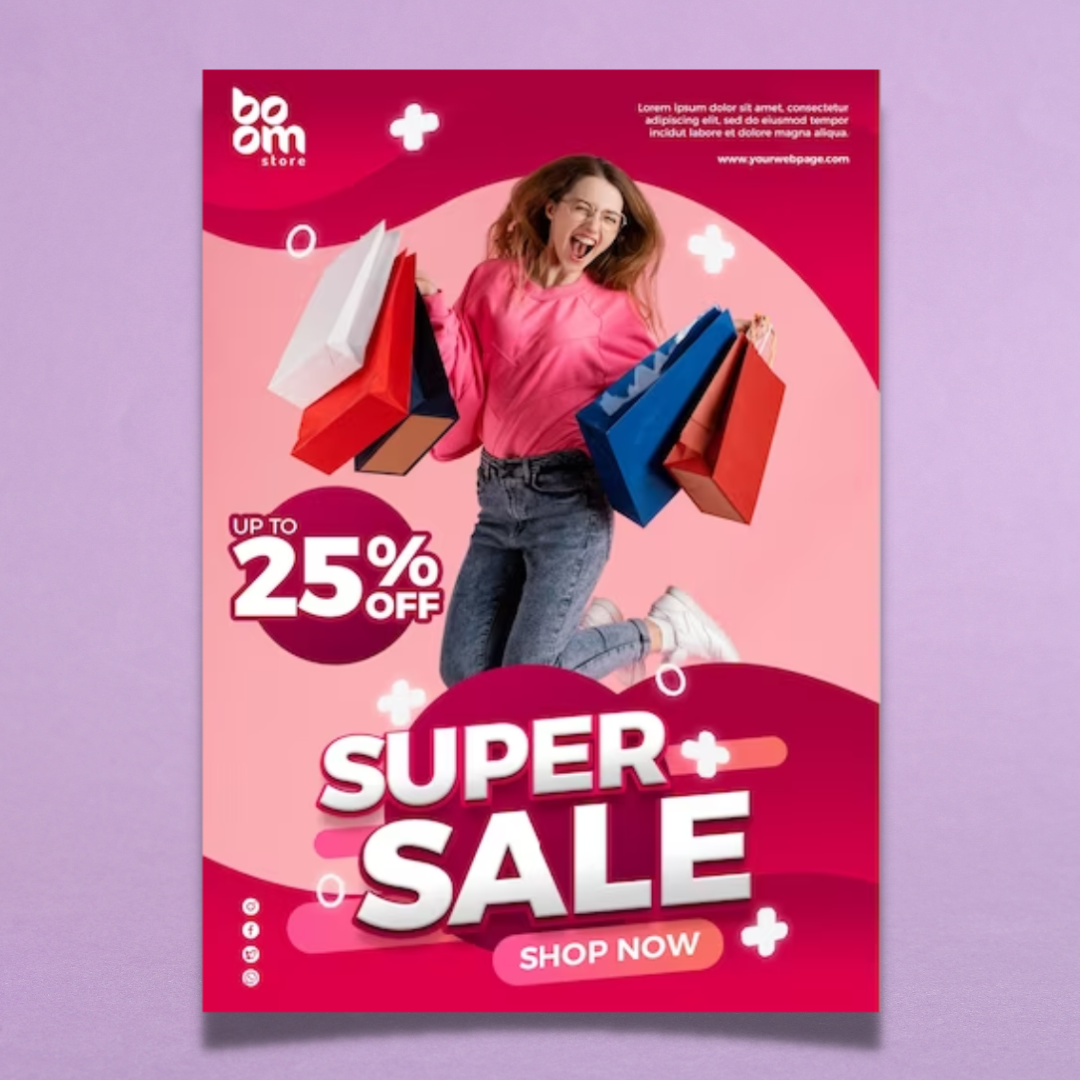 bo
om
store
Lorem ipsum dolor sit amet, consectetur
adipiscing elit, sed do eiusmod tempor
incidut labore et dolore magna aliqua.
www.yourwebpage.com
UP TO
25%
OFF
SUPER
SALE
SHOP NOW